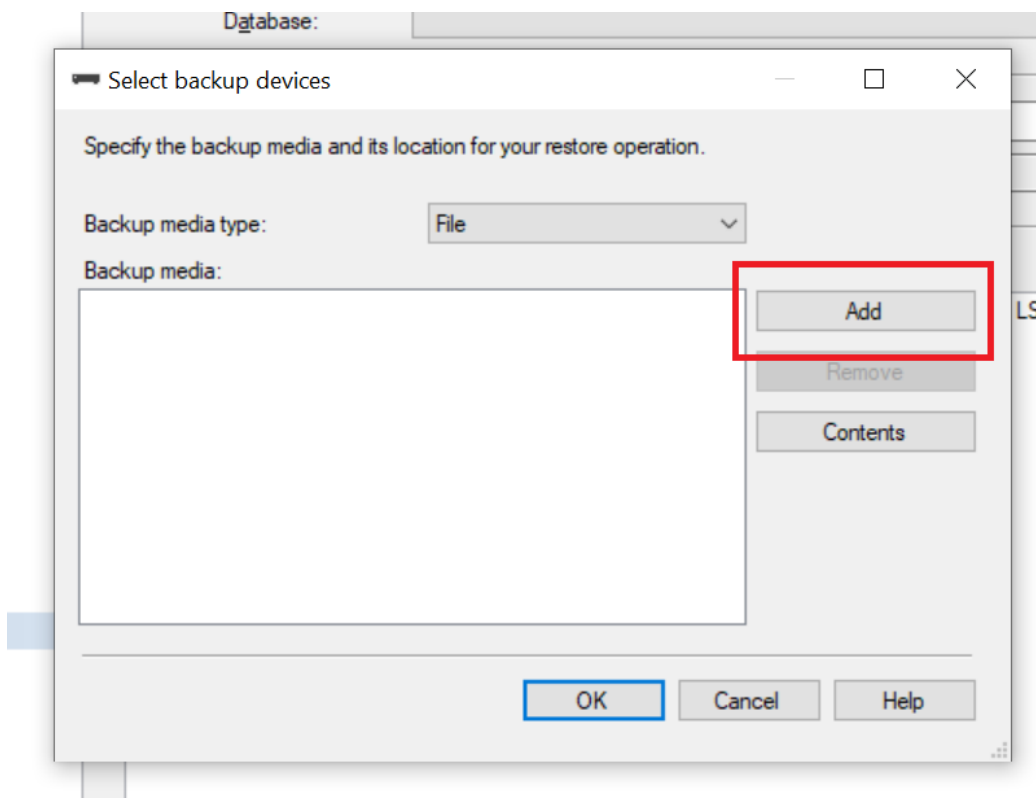 Database:
Select backup devices
Specify the backup media and its location for your restore operation.
Backup media type:
File
Backup media:
Add
LS
Remove
Contents
OK
Cancel
Help